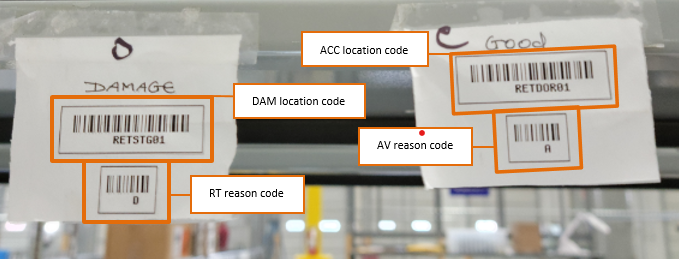 D
DAMAGE
RETSTG01
D
DAM location code
RT reason code
ACC location code
Good
RETDOR01
AV reason code
A